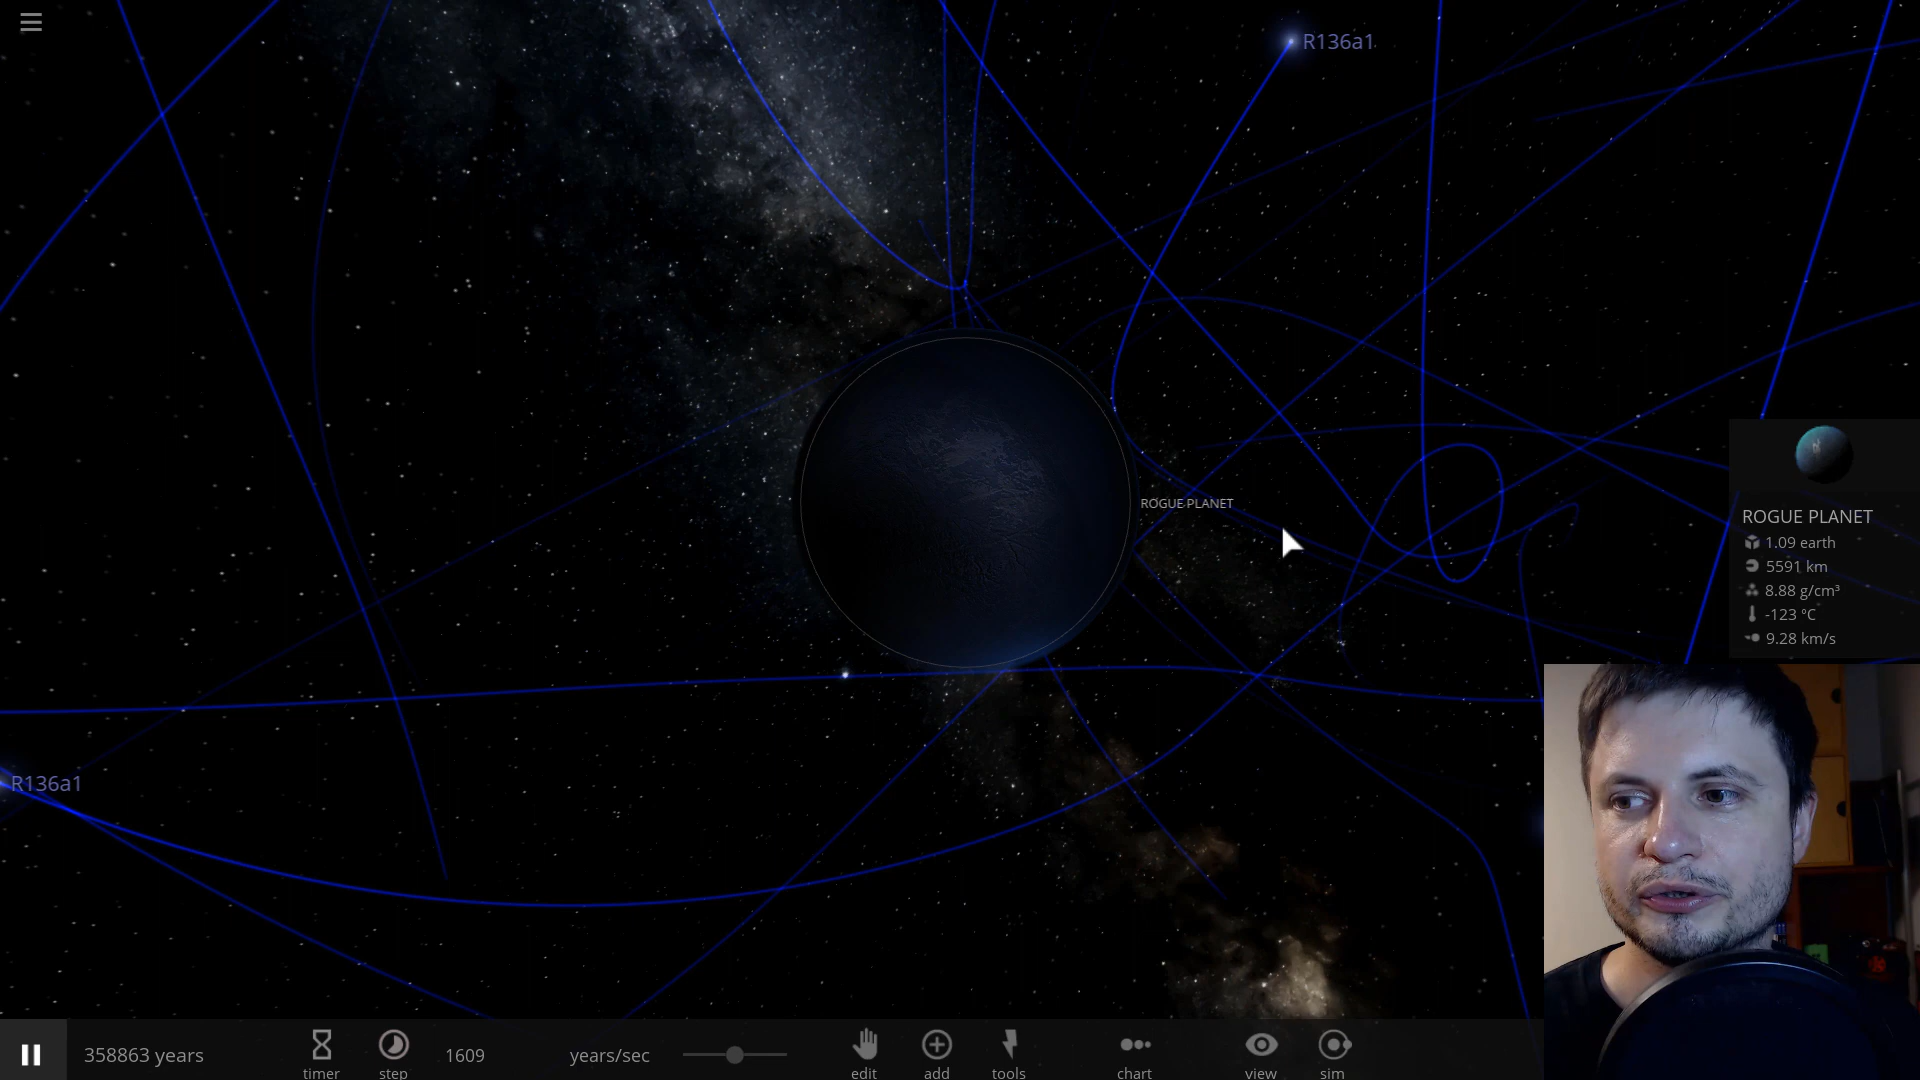 R136a1
ROGUE PLANET
ROGUE PLANET
1.09 earth
5591 km
8.88 g/cm³
-123 °C
9.28 km/s
R136a1
358863 years
timer
step
1609
years/sec
edit
add
tools
chart
view
sim